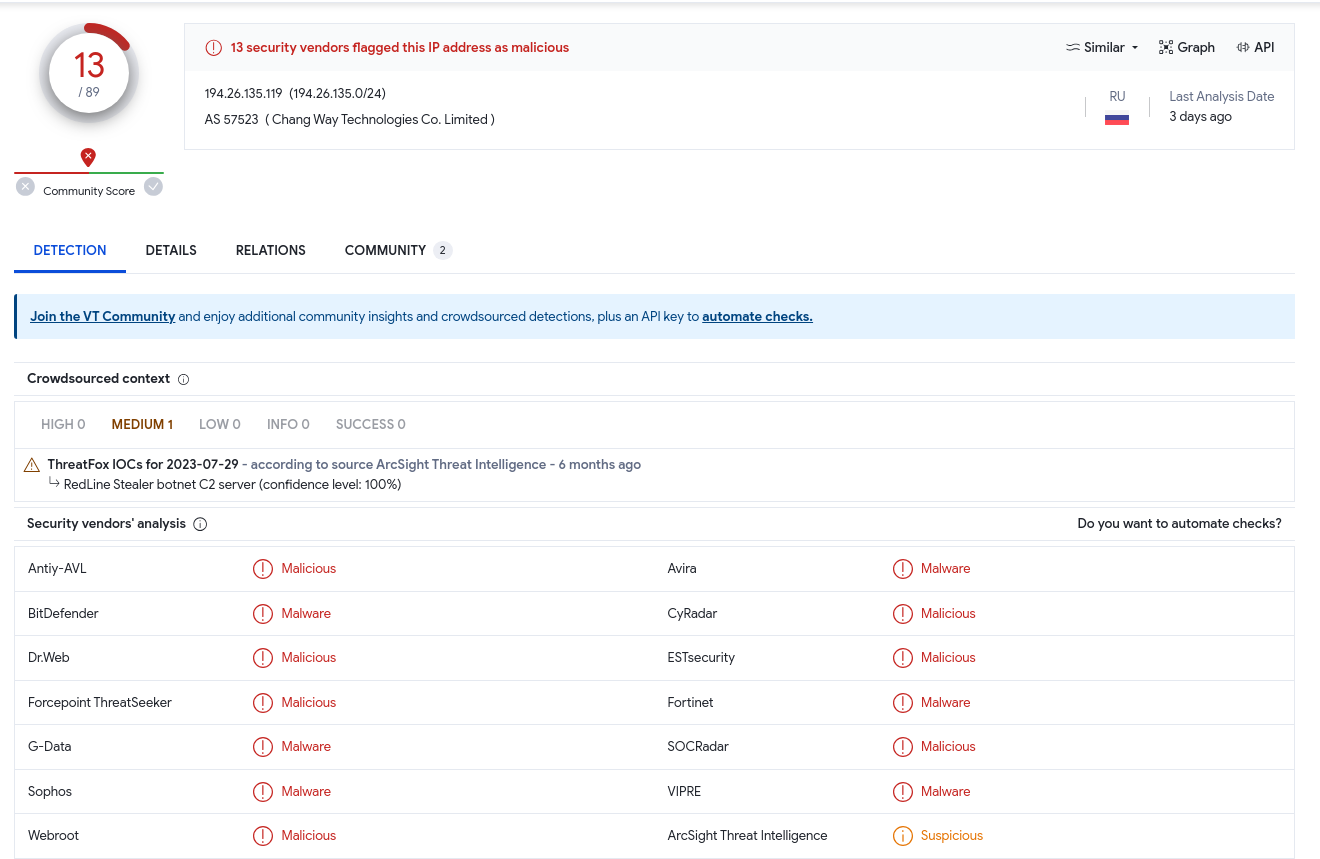 13
/ 89
Community Score
13 security vendors flagged this IP address as malicious
Similar
Graph
API
194.26.135.119 (194.26.135.0/24)
AS 57523 ( Chang Way Technologies Co. Limited )
RU
Last Analysis Date
3 days ago
DETECTION DETAILS RELATIONS COMMUNITY 2
Join the VT Community and enjoy additional community insights and crowdsourced detections, plus an API key to automate checks.
Crowdsourced context
HIGH 0 MEDIUM 1 LOW 0 INFO 0 SUCCESS 0
ThreatFox IOCs for 2023-07-29 - according to source ArcSight Threat Intelligence - 6 months ago
RedLine Stealer botnet C2 server (confidence level: 100%)
Security vendors' analysis Do you want to automate checks?
Antiy-AVL Malicious Avira Malware
BitDefender Malware CyRadar Malicious
Dr.Web Malicious ESTsecurity Malicious
Forcepoint ThreatSeeker Malicious Fortinet Malware
G-Data Malware SOCRadar Malicious
Sophos Malware VIPRE Malware
Webroot Malicious ArcSight Threat Intelligence Suspicious